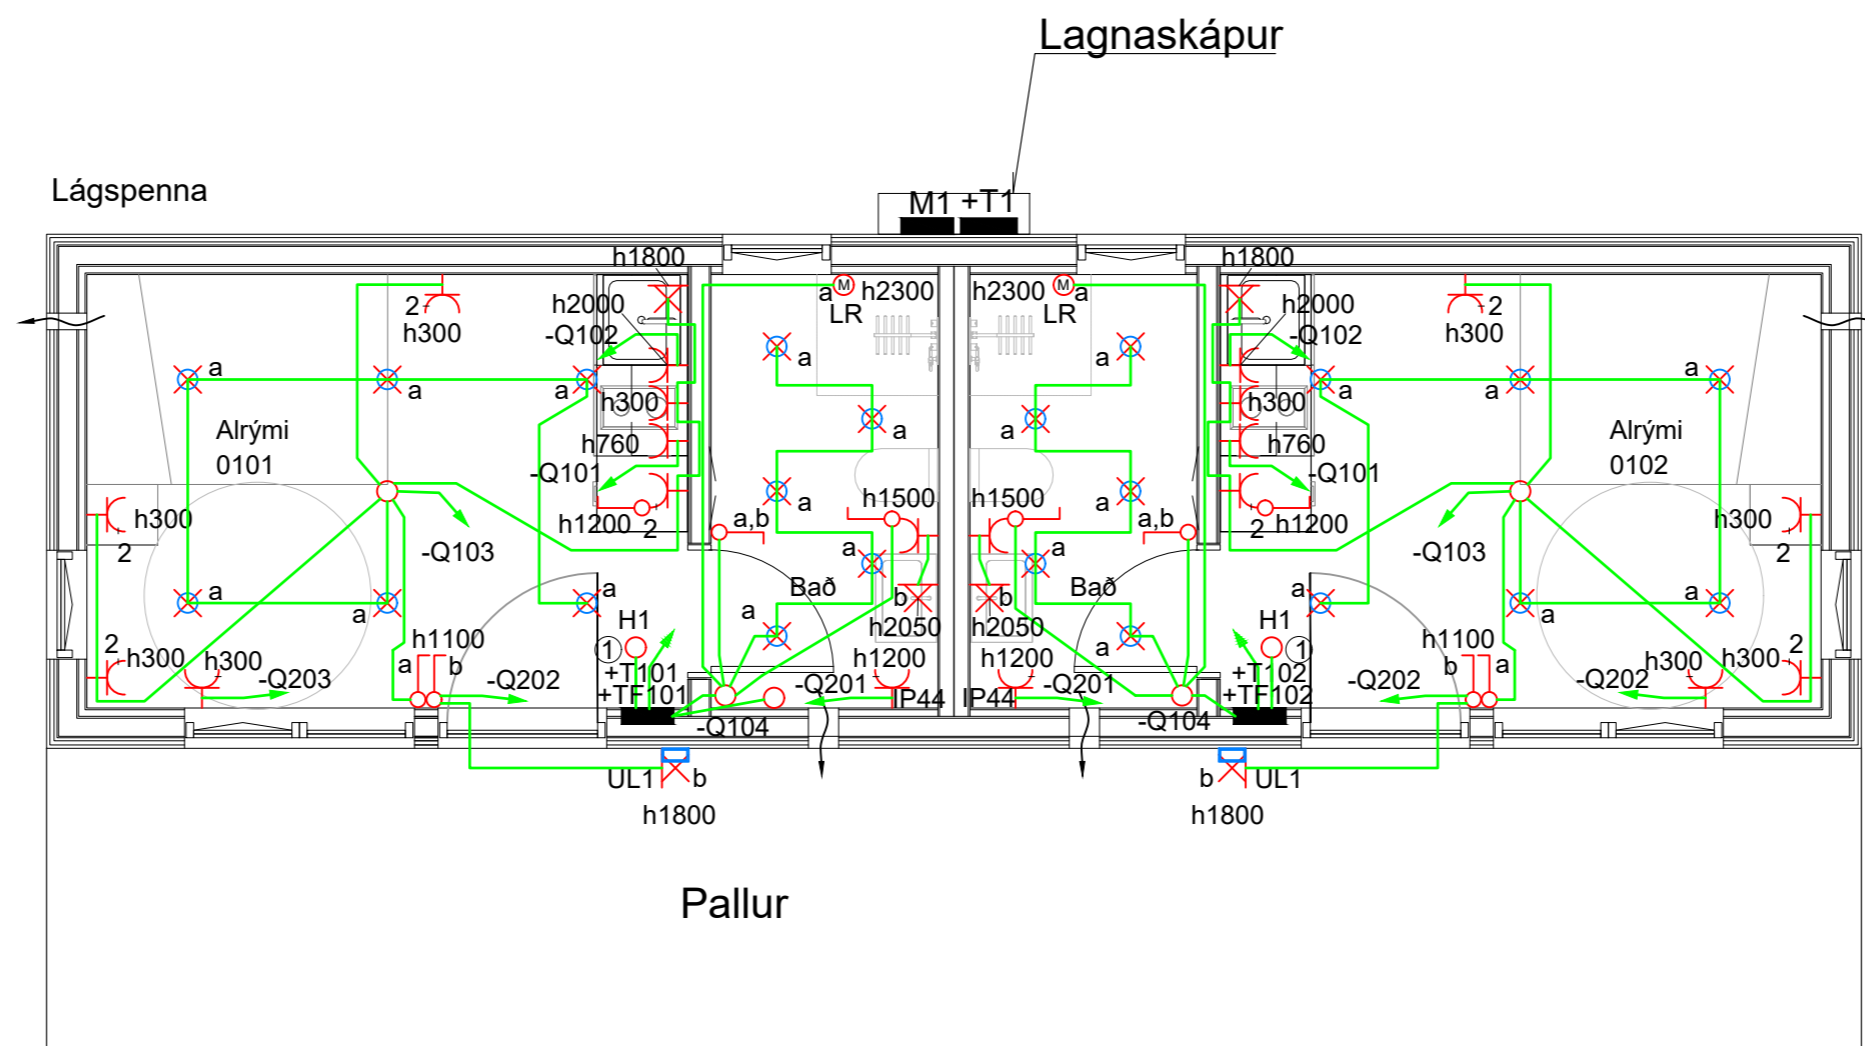 Lagnaskápur
Lágspenna
M1 +T1
h1800
h1800
2
h300
h2000
-Q102
a
M
h2300
LR
h2300
M
a
LR
h2000
-Q102
2
h300
a
a
a
a
a
a
a
a
a
h300
h760
-Q101
a
a
h300
h760
-Q101
Alrými
0101
Alrými
0102
h300
2
-Q103
h1200
2
a
a,b
h1500
h1500
a
a,b
2
h1200
-Q103
h300
2
a
a
Bað
Bað
a
a
a
a
a
b
h2050
b
h2050
a
a
H1
1
H1
1
2
h300
h300
-Q203
h1100
a
b
-Q202
+T101
+TF101
-Q201
h1200
IP44
h1200
IP44
-Q201
+T102
+TF102
-Q202
h1100
b
a
-Q202
h300
h300
2
-Q104
-Q104
UL1
b
h1800
b
UL1
h1800
Pallur